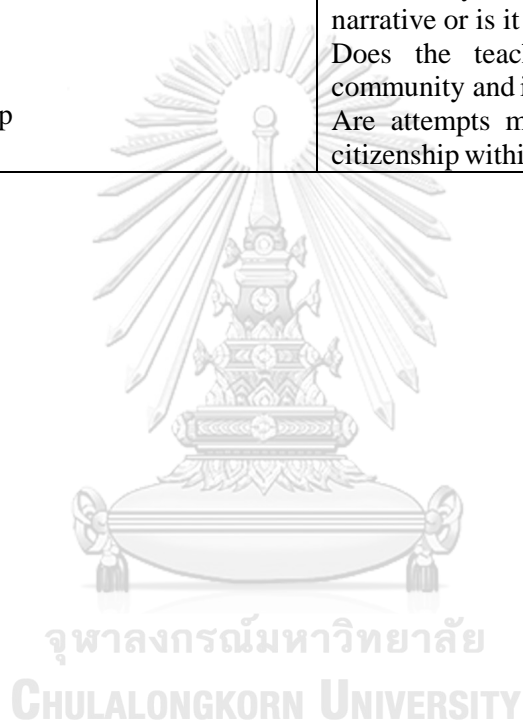 narrative or is it
Does the teac
community and i
p
Are attempts m
citizenship withi
จุฬาลงกรณ์มหาวิทยาลัย
CHULALONGKORN UNIVERSITY